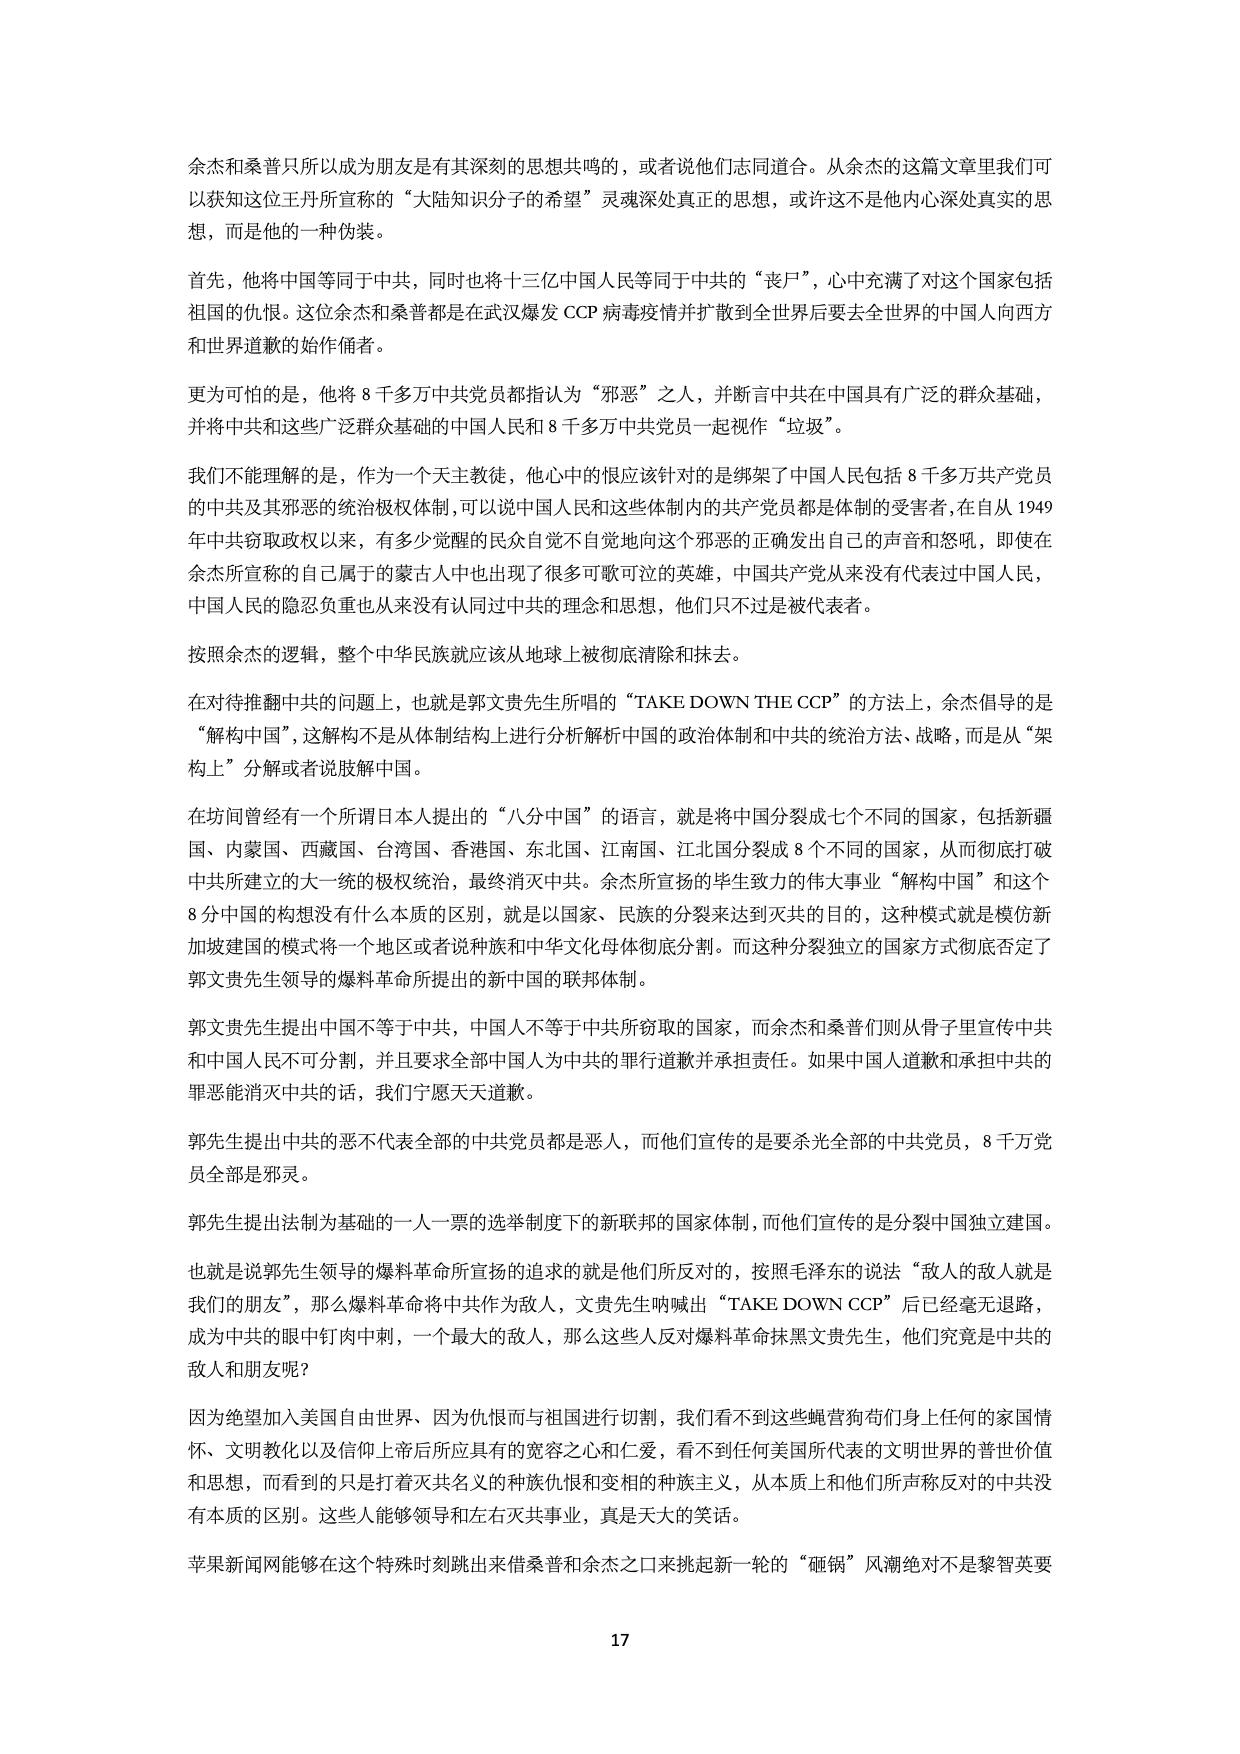 余杰和桑普只所以成为朋友是有其深刻的思想共鸣的，或者说他们志同道合。从余杰的这篇文章里我们可
以获知这位王丹所宣称的“大陆知识分子的希望”灵魂深处真正的思想，或许这不是他内心深处真实的思
想，而是他的一种伪装。
首先，他将中国等同于中共，同时也将十三亿中国人民等同于中共的“丧尸”，心中充满了对这个国家包括
祖国的仇恨。这位余杰和桑普都是在武汉爆发 CCP 病毒疫情并扩散到全世界后要去全世界的中国人向西方
和世界道歉的始作俑者。
更为可怕的是，他将 8 千多万中共党员都指认为“邪恶”之人，并断言中共在中国具有广泛的群众基础，
并将中共和这些广泛群众基础的中国人民和 8 千多万中共党员一起视作“垃圾”。
我们不能理解的是，作为一个天主教徒，他心中的恨应该针对的是绑架了中国人民包括 8 千多万共产党员
的中共及其邪恶的统治极权体制，可以说中国人民和这些体制内的共产党员都是体制的受害者，在自从 1949
年中共窃取政权以来，有多少觉醒的民众自觉不自觉地向这个邪恶的正确发出自己的声音和怒吼，即使在
余杰所宣称的自己属于的蒙古人中也出现了很多可歌可泣的英雄，中国共产党从来没有代表过中国人民，
中国人民的隐忍负重也从来没有认同过中共的理念和思想，他们只不过是被代表者。
按照余杰的逻辑，整个中华民族就应该从地球上被彻底清除和抹去。
在对待推翻中共的问题上，也就是郭文贵先生所唱的“TAKE DOWN THE CCP”的方法上，余杰倡导的是
“解构中国”，这解构不是从体制结构上进行分析解析中国的政治体制和中共的统治方法、战略，而是从“架
构上”分解或者说肢解中国。
在坊间曾经有一个所谓日本人提出的“八分中国”的语言，就是将中国分裂成七个不同的国家，包括新疆
国、内蒙国、西藏国、台湾国、香港国、东北国、江南国、江北国分裂成 8 个不同的国家，从而彻底打破
中共所建立的大一统的极权统治，最终消灭中共。余杰所宣扬的毕生致力的伟大事业“解构中国”和这个
8 分中国的构想没有什么本质的区别，就是以国家、民族的分裂来达到灭共的目的，这种模式就是模仿新
加坡建国的模式将一个地区或者说种族和中华文化母体彻底分割。而这种分裂独立的国家方式彻底否定了
郭文贵先生领导的爆料革命所提出的新中国的联邦体制。
郭文贵先生提出中国不等于中共，中国人不等于中共所窃取的国家，而余杰和桑普们则从骨子里宣传中共
和中国人民不可分割，并且要求全部中国人为中共的罪行道歉并承担责任。如果中国人道歉和承担中共的
罪恶能消灭中共的话，我们宁愿天天道歉。
郭先生提出中共的恶不代表全部的中共党员都是恶人，而他们宣传的是要杀光全部的中共党员，8 千万党
员全部是邪灵。
郭先生提出法制为基础的一人一票的选举制度下的新联邦的国家体制，而他们宣传的是分裂中国独立建国。
也就是说郭先生领导的爆料革命所宣扬的追求的就是他们所反对的，按照毛泽东的说法“敌人的敌人就是
我们的朋友”，那么爆料革命将中共作为敌人，文贵先生呐喊出“TAKE DOWN CCP”后已经毫无退路，
成为中共的眼中钉肉中刺，一个最大的敌人，那么这些人反对爆料革命抹黑文贵先生，他们究竟是中共的
敌人和朋友呢？
因为绝望加入美国自由世界、因为仇恨而与祖国进行切割，我们看不到这些蝇营狗苟们身上任何的家国情
怀、文明教化以及信仰上帝后所应具有的宽容之心和仁爱，看不到任何美国所代表的文明世界的普世价值
和思想，而看到的只是打着灭共名义的种族仇恨和变相的种族主义，从本质上和他们所声称反对的中共没
有本质的区别。这些人能够领导和左右灭共事业，真是天大的笑话。
苹果新闻网能够在这个特殊时刻跳出来借桑普和余杰之口来挑起新一轮的“砸锅”风潮绝对不是黎智英要
17